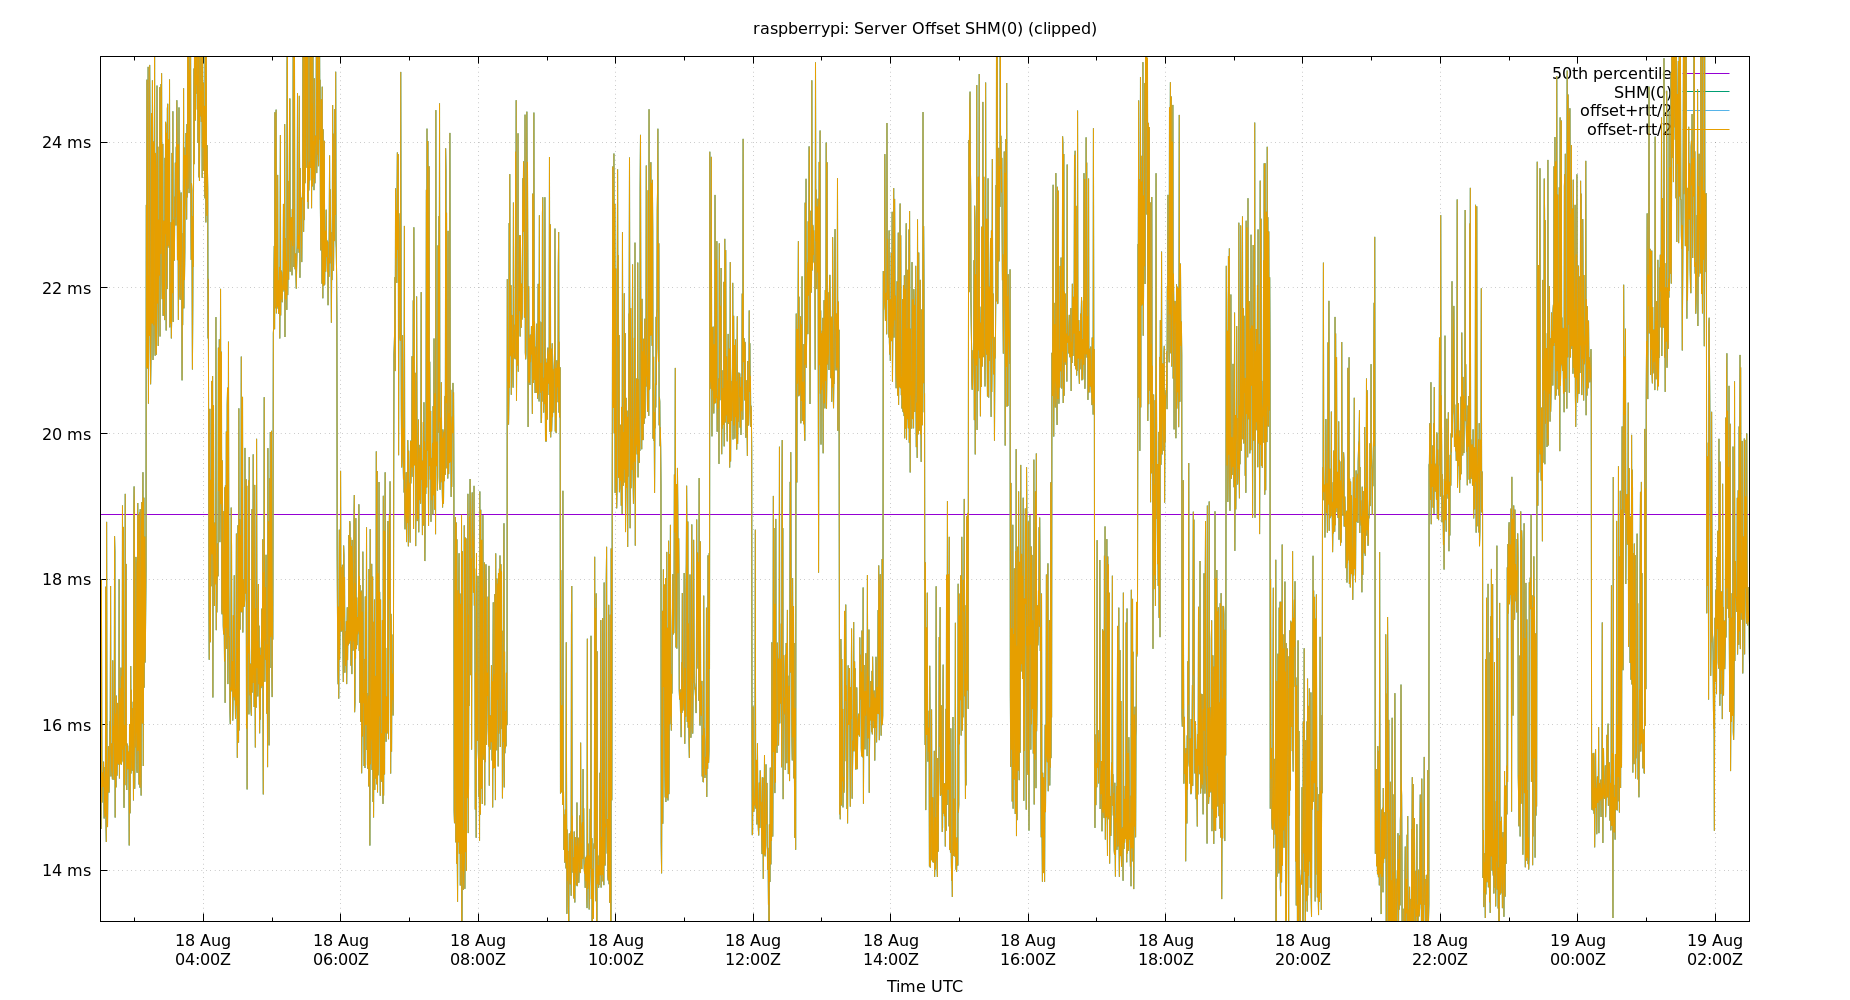 raspberrypi: Server Offset SHM(0) (clipped)
50th percentile
SHM(0)
offset+rtt/2
offset-rtt/2
24 ms
22 ms
20 ms
18 ms
16 ms
14 ms
18 Aug 18 Aug 18 Aug 18 Aug 18 Aug 18 Aug 18 Aug 18 Aug 18 Aug 18 Aug 19 Aug 19 Aug
04:00Z 06:00Z 08:00Z 10:00Z 12:00Z 14:00Z 16:00Z 18:00Z 20:00Z 22:00Z 00:00Z 02:00Z
Time UTC